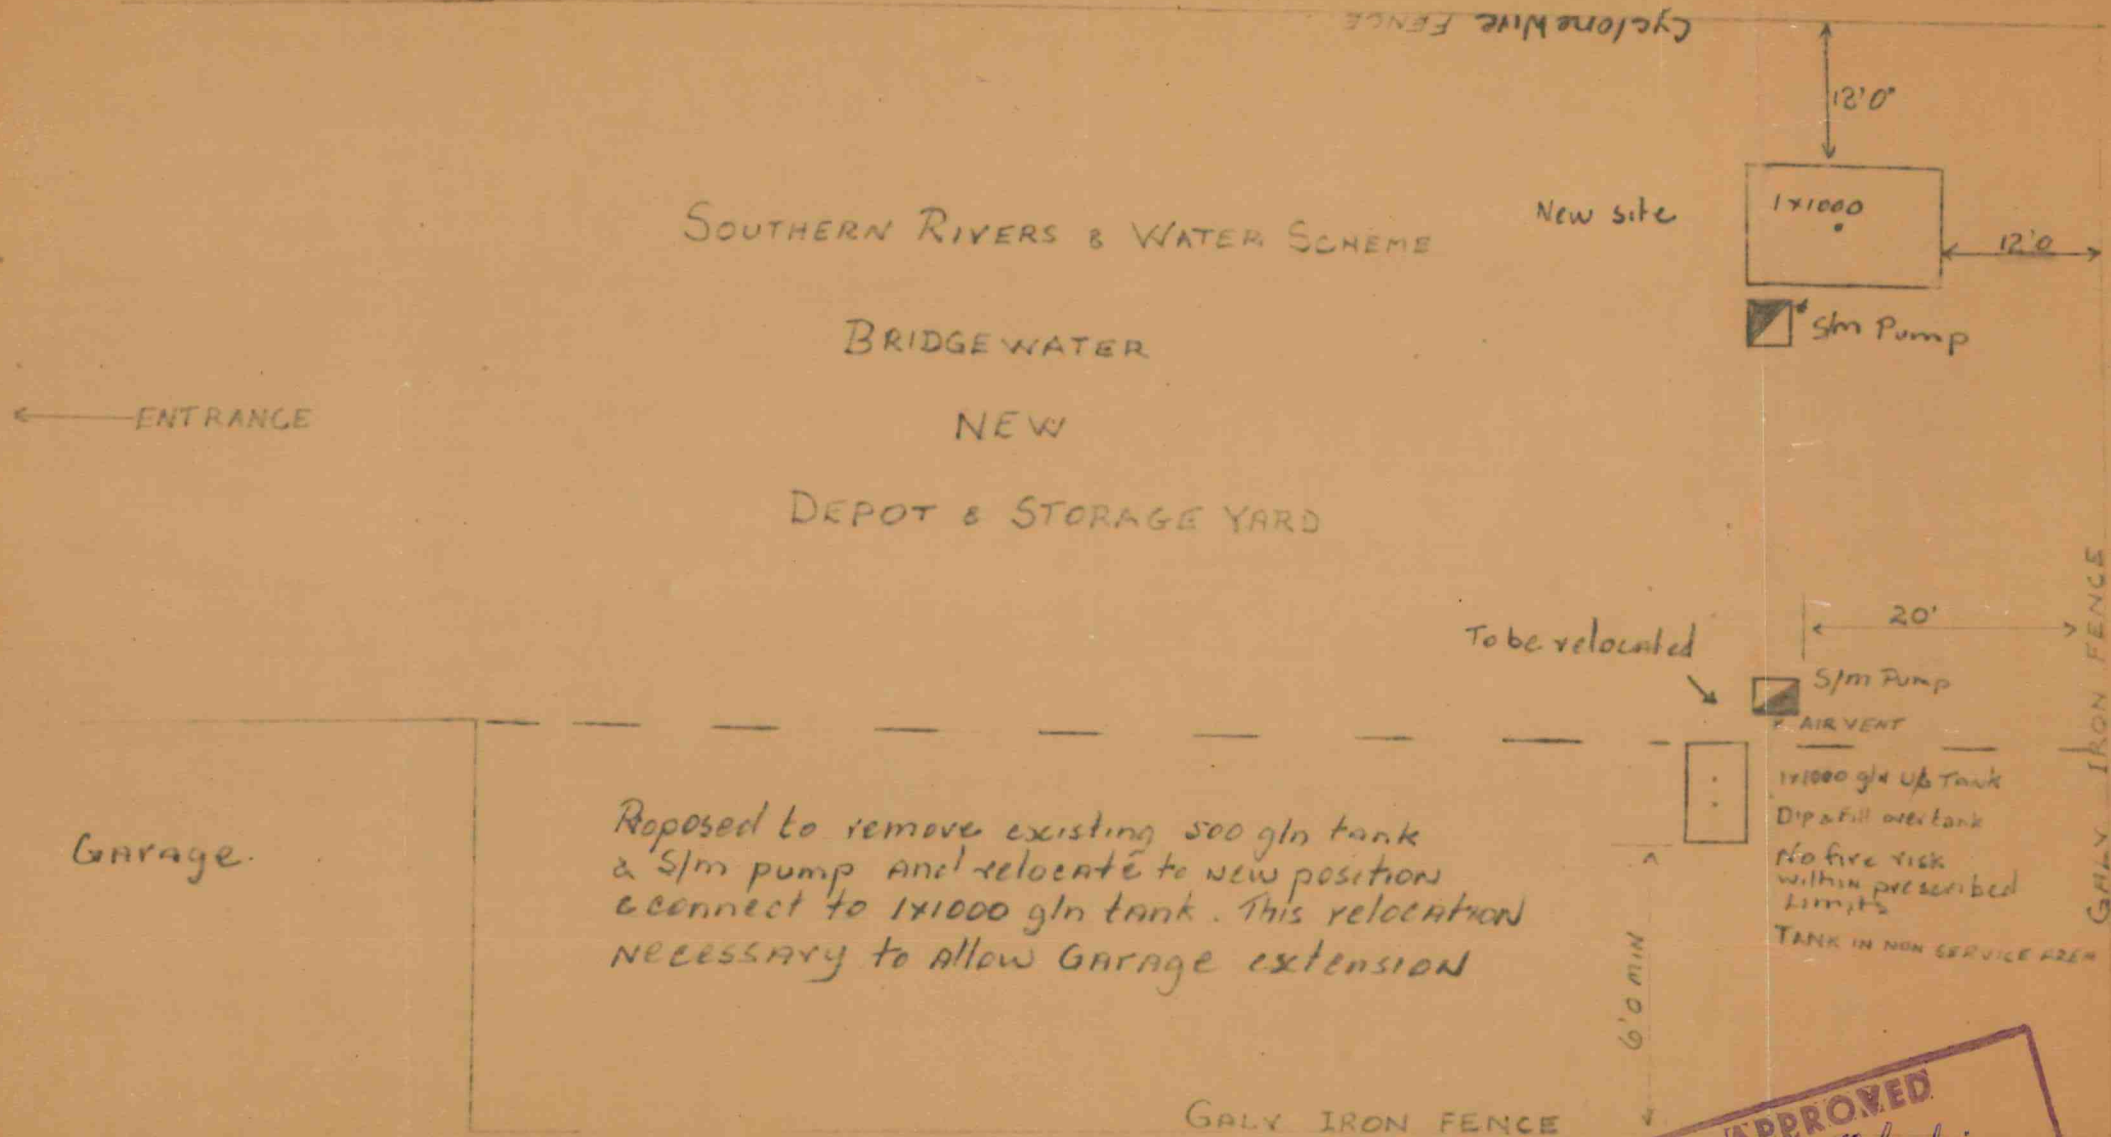 Cyclone Wire FENCE
12'0"
New site
1x1000
12'0
S/m Pump
SOUTHERN RIVERS & WATER SCHEME
BRIDGEWATER
NEW
DEPOT & STORAGE YARD
ENTRANCE
To be relocated
20'
S/m Pump
AIR VENT
1x1000 gln U/G Tank
Dip & fill over tank
No fire risk
within prescribed
Limits
TANK IN NON SERVICE AREA
GALV IRON FENCE
Garage.
Proposed to remove existing 500 gln tank
& S/m pump and relocate to new position
& connect to 1x1000 gln tank. This relocation
necessary to allow Garage extension
6'0 MIN
GALV IRON FENCE
APPROVED